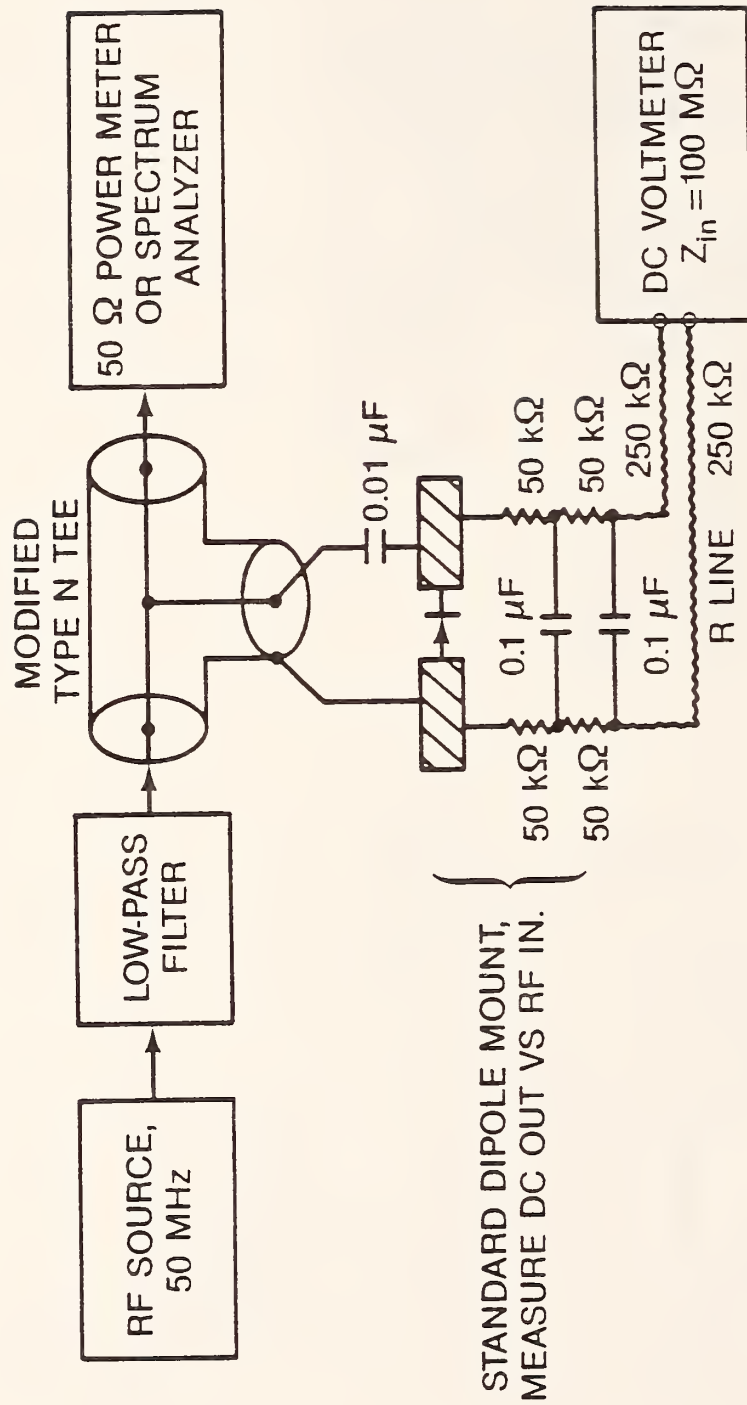 RF SOURCE,
50 MHz
LOW-PASS
FILTER
MODIFIED
TYPE N TEE
50 Ω POWER METER
OR SPECTRUM
ANALYZER
0.01 μF
STANDARD DIPOLE MOUNT,
MEASURE DC OUT VS RF IN.
50 kΩ
50 kΩ
0.1 μF
0.1 μF
50 kΩ
50 kΩ
250 kΩ
R LINE 250 kΩ
DC VOLTMETER
Zin = 100 MΩ